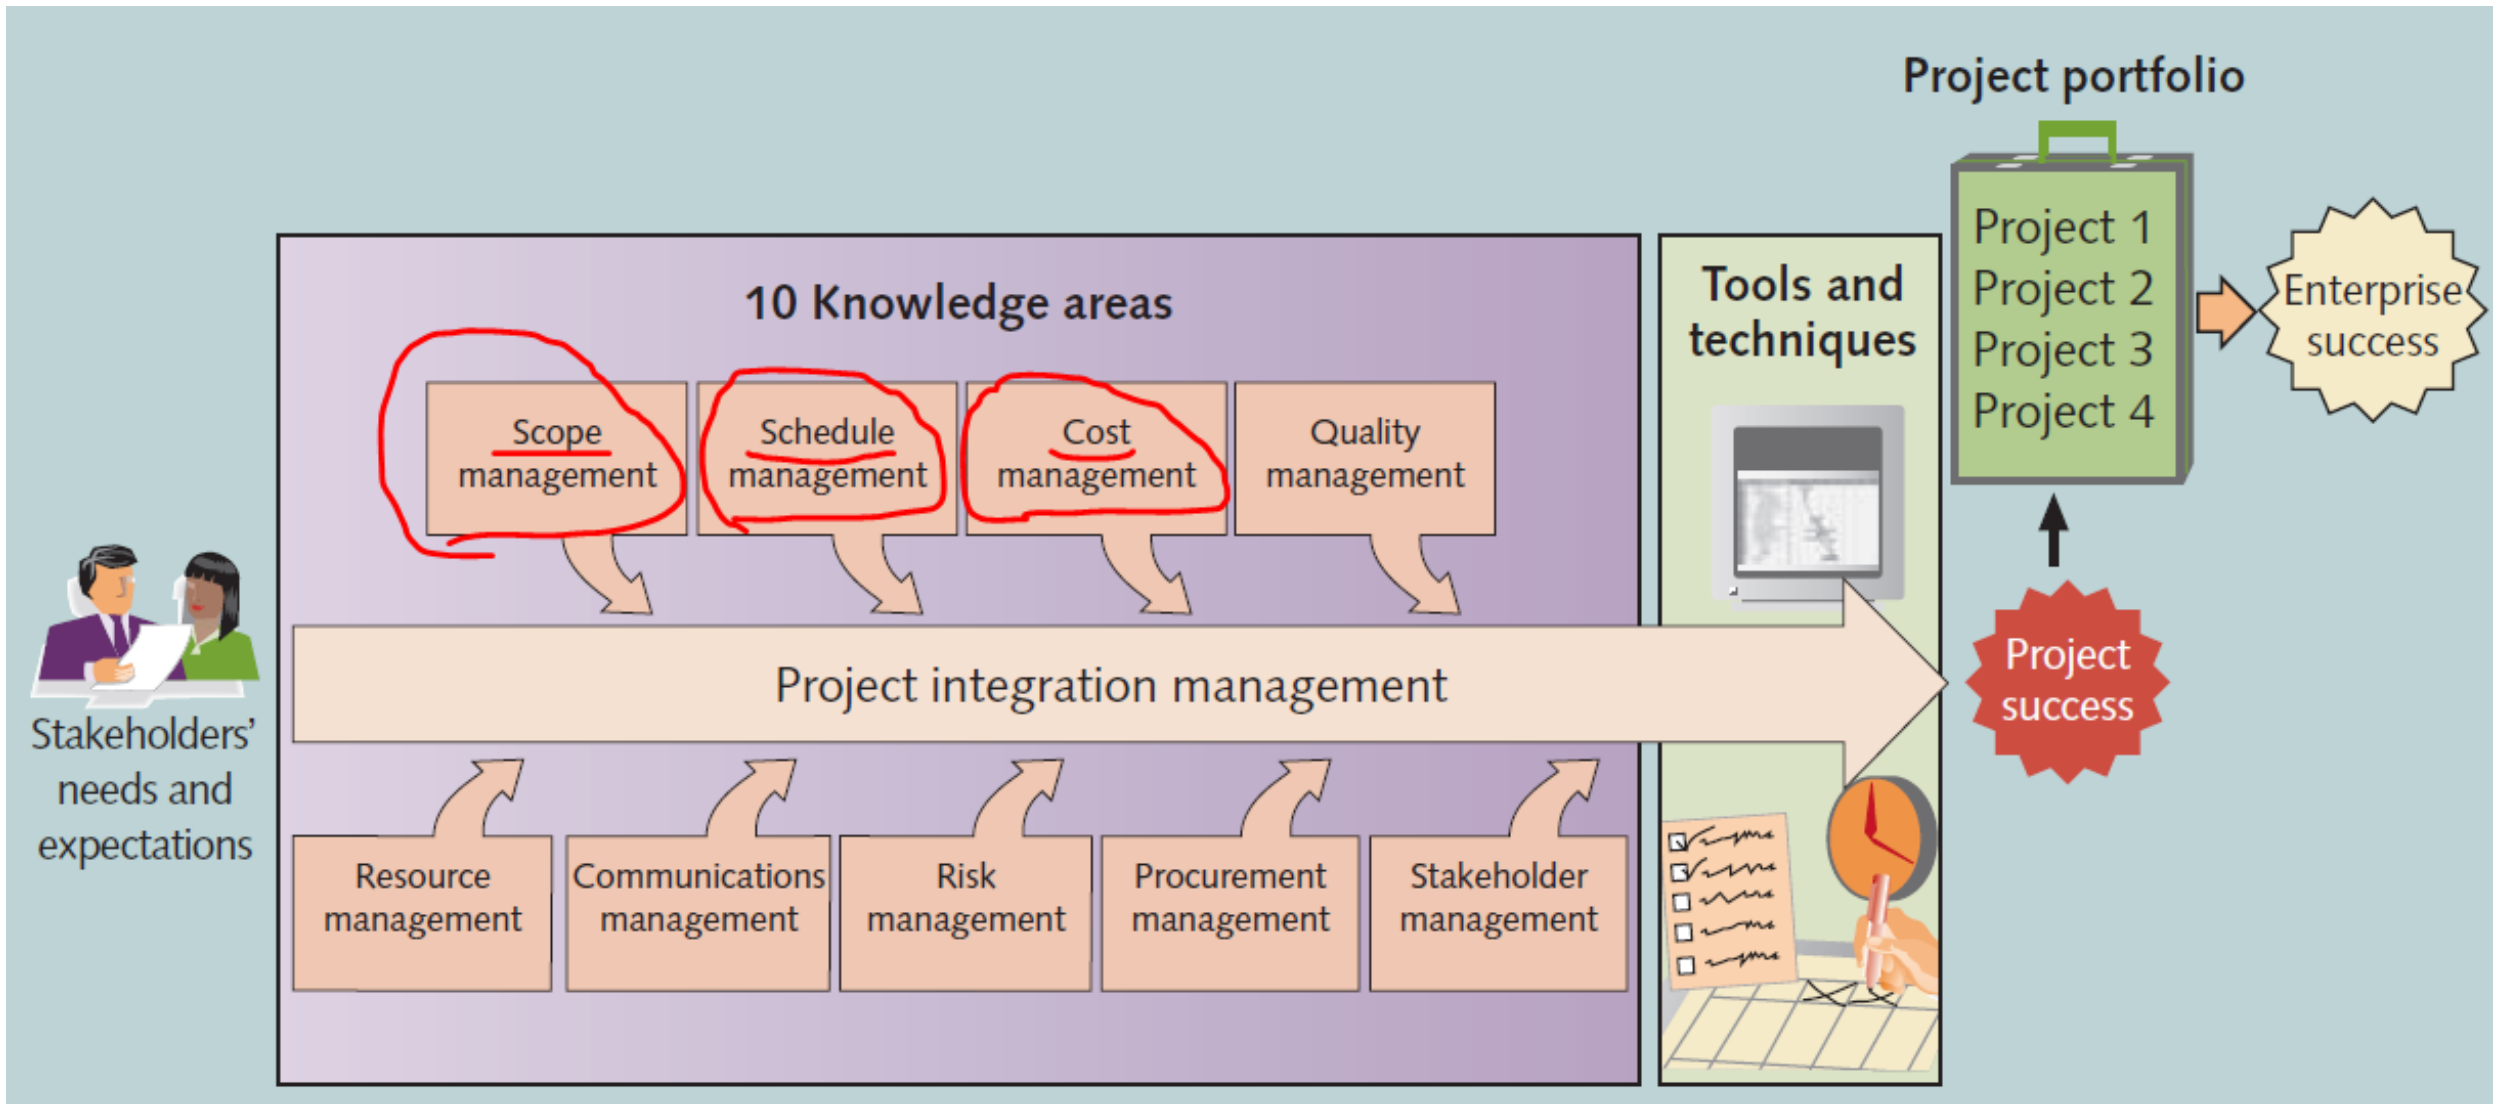 Project portfolio
Project 1
Project 2
Project 3
Project 4
Enterprise
success
10 Knowledge areas
Tools and
techniques
Scope
management
Schedule
management
Cost
management
Quality
management
Project integration management
Project
success
Stakeholders’
needs and
expectations
Resource
management
Communications
management
Risk
management
Procurement
management
Stakeholder
management